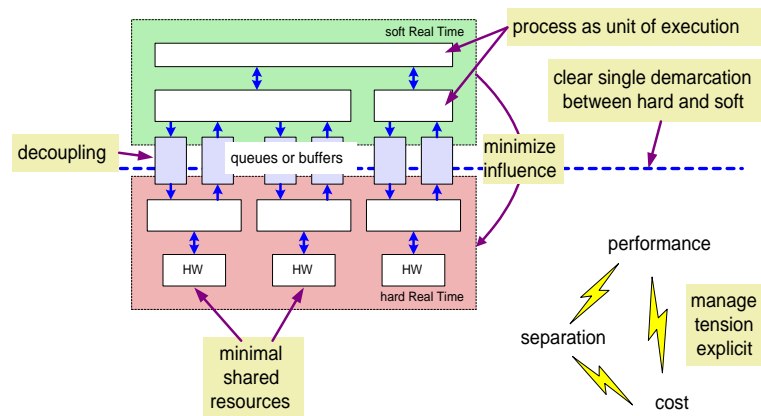 soft Real Time
process as unit of execution
clear single demarcation
between hard and soft
decoupling
queues or buffers
minimize
influence
HW
HW
HW
hard Real Time
minimal
shared
resources
performance
separation
cost
manage
tension
explicit